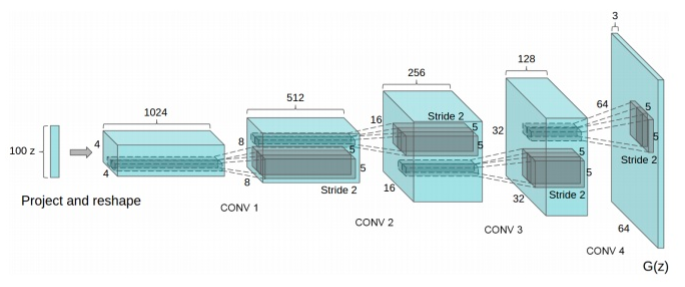 100 z
Project and reshape
1024
4
4
512
8
8
5
5
Stride 2
CONV 1
256
16
16
Stride 2
5
5
CONV 2
128
32
32
5
5
Stride 2
CONV 3
3
64
64
5
5
Stride 2
CONV 4
G(z)